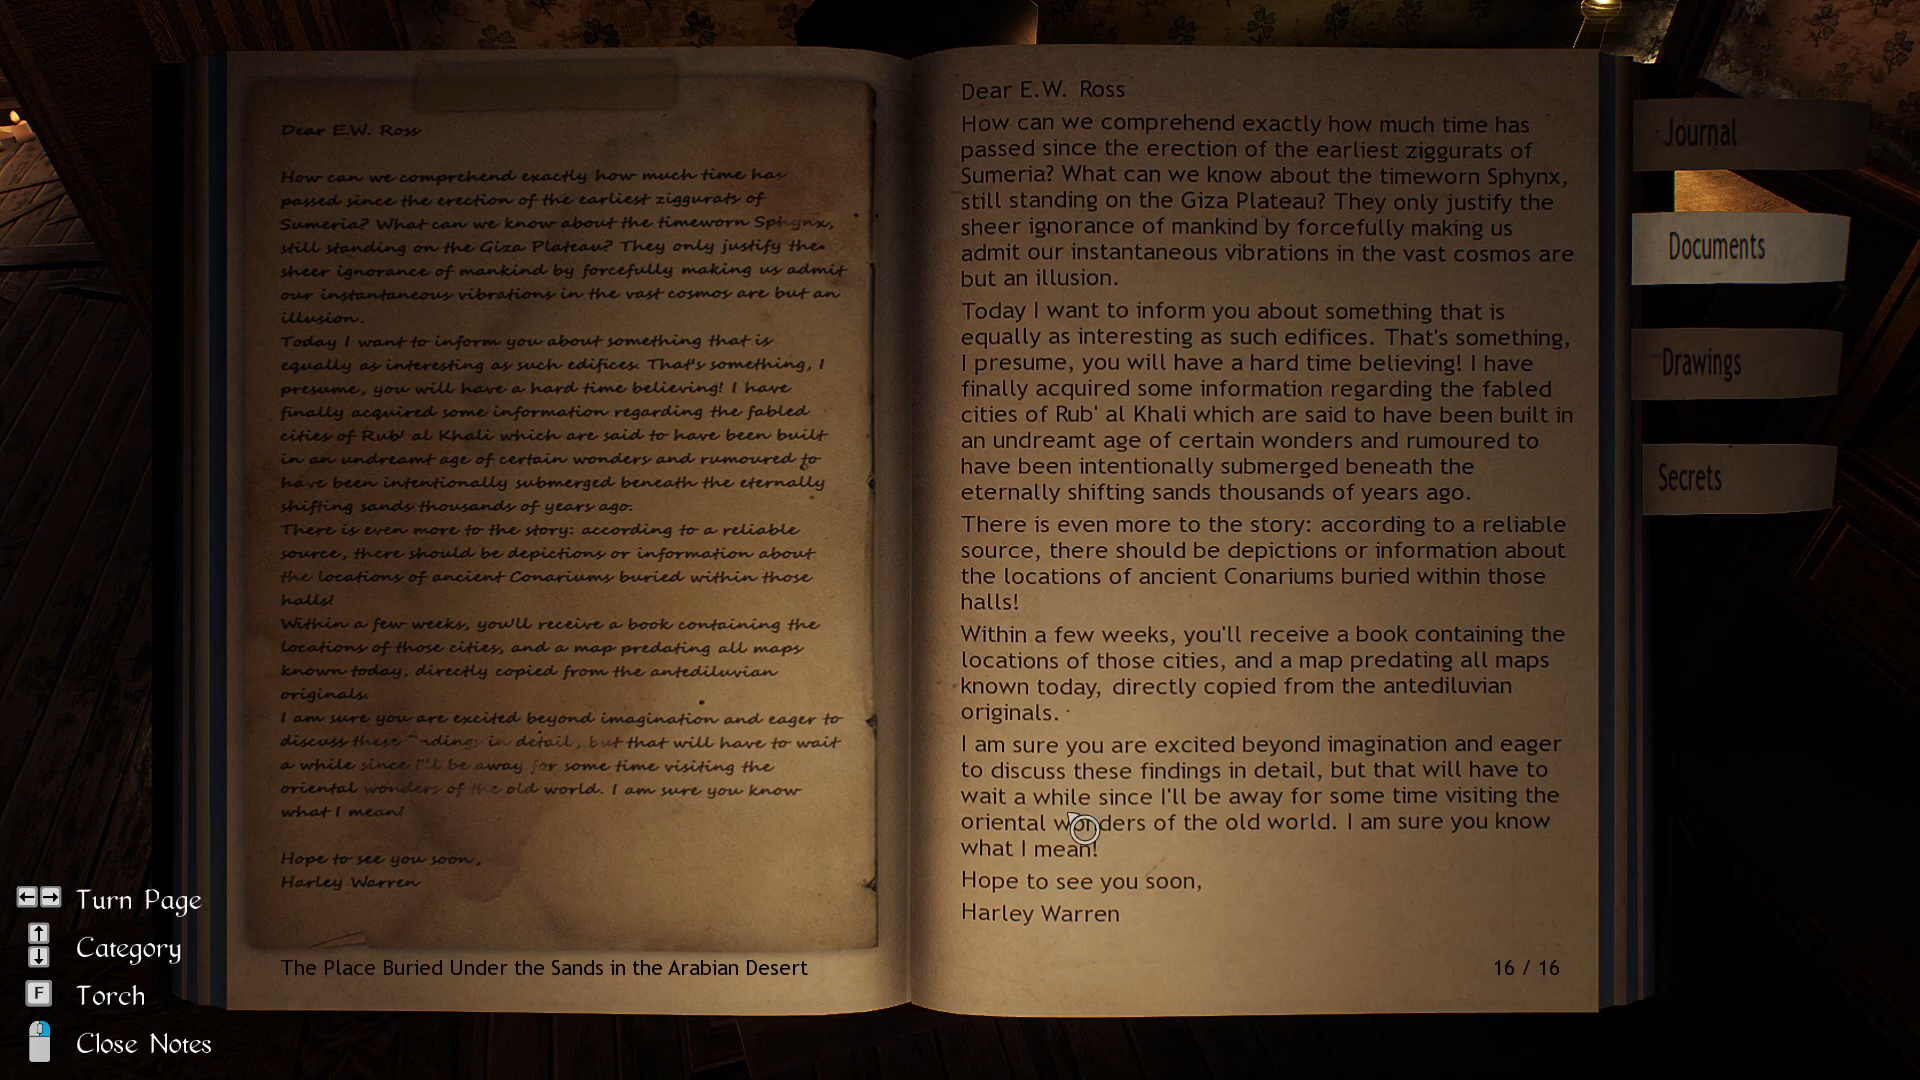 Dear E.W. Ross
How can we comprehend exactly how much time has
passed since the erection of the earliest ziggurats of
Sumeria? What can we know about the timeworn Sphynx,
still standing on the Giza Plateau? They only justify the
sheer ignorance of mankind by forcefully making us admit
our instantaneous vibrations in the vast cosmos are but an
illusion.
Today I want to inform you about something that is
equally as interesting as such edifices. That's something, I
presume, you will have a hard time believing! I have
finally acquired some information regarding the fabled
cities of Rub' al Khali which are said to have been built
in an undreamt age of certain wonders and rumoured to
have been intentionally submerged beneath the eternally
shifting sands thousands of years ago.
There is even more to the story: according to a reliable
source, there should be depictions or information about
the locations of ancient Conariums buried within those
halls!
Within a few weeks, you'll receive a book containing the
locations of those cities, and a map predating all maps
known today, directly copied from the antediluvian
originals.
I am sure you are excited beyond imagination and eager to
discuss these findings in detail, but that will have to wait
a while since I'll be away for some time visiting the
oriental wonders of the old world. I am sure you know
what I mean!
Hope to see you soon,
Harley Warren
The Place Buried Under the Sands in the Arabian Desert
Dear E.W. Ross
How can we comprehend exactly how much time has
passed since the erection of the earliest ziggurats of
Sumeria? What can we know about the timeworn Sphynx,
still standing on the Giza Plateau? They only justify the
sheer ignorance of mankind by forcefully making us
admit our instantaneous vibrations in the vast cosmos are
but an illusion.
Today I want to inform you about something that is
equally as interesting as such edifices. That's something,
I presume, you will have a hard time believing! I have
finally acquired some information regarding the fabled
cities of Rub' al Khali which are said to have been built in
an undreamt age of certain wonders and rumoured to
have been intentionally submerged beneath the
eternally shifting sands thousands of years ago.
There is even more to the story: according to a reliable
source, there should be depictions or information about
the locations of ancient Conariums buried within those
halls!
Within a few weeks, you'll receive a book containing the
locations of those cities, and a map predating all maps
known today, directly copied from the antediluvian
originals.
I am sure you are excited beyond imagination and eager
to discuss these findings in detail, but that will have to
wait a while since I'll be away for some time visiting the
oriental wonders of the old world. I am sure you know
what I mean!
Hope to see you soon,
Harley Warren
16 / 16
Journal
Documents
Drawings
Secrets
Turn Page
Category
F Torch
Close Notes